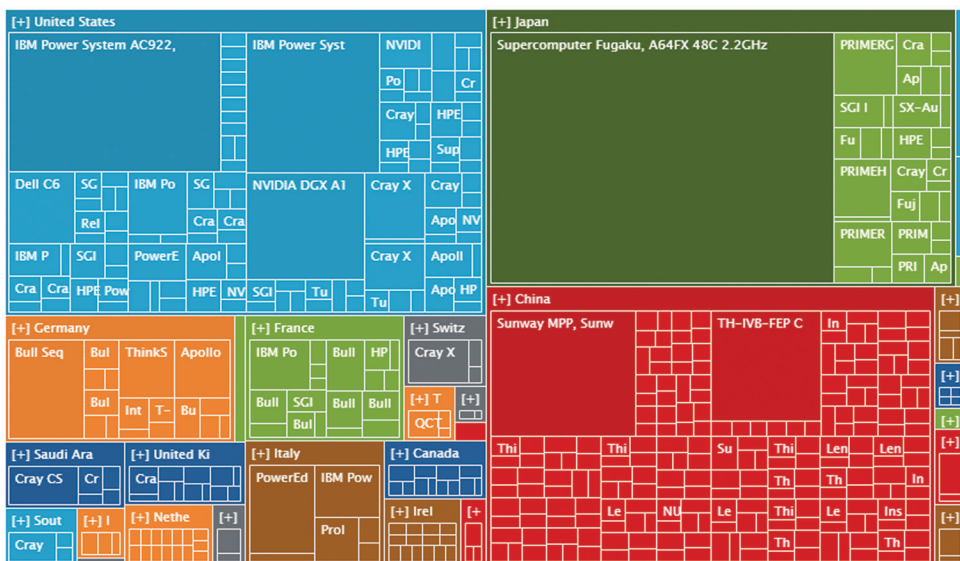 [+] United States
IBM Power System AC922,
IBM Power Syst
NVIDI
Po
Cr
Cray
HPE
HPE
Sup
Dell C6
SG
IBM Po
SG
NVIDIA DGX A1
Cray X
Cray
Rel
Cra
Cra
Apo
NV
IBM P
SGI
PowerE
Apol
Cray X
Apoll
Cra
Cra
HPE
Pow
HPE
NV
SGI
Tu
Tu
Apo
HP
[+] Japan
Supercomputer Fugaku, A64FX 48C 2.2GHz
PRIMERG
Cra
Ap
SGI I
SX-Au
Fu
HPE
PRIMEH
Cray
Cr
Fuj
PRIMER
PRIM
PRI
Ap
[+] Germany
Bull Seq
Bul
ThinkS
Apollo
Bul
Int
T-
Bu
[+] France
IBM Po
Bull
HP
Bull
SGI
Bull
Bull
Bul
[+] Switz
Cray X
[+] T
QCT
[+]
[+] China
Sunway MPP, Sunw
TH-IVB-FEP C
In
Thi
Thi
Su
Thi
Len
Len
Th
Th
In
Le
NU
Le
Thi
Le
Ins
Th
Th
Th
[+]
[+]
[+]
[+]
[+]
[+] Saudi Ara
Cray CS
Cr
[+] United Ki
Cra
[+] Italy
PowerEd
IBM Pow
Prol
[+] Canada
[+] Sout
Cray
[+] I
[+] Nethe
[+]
[+] Irel
[+]